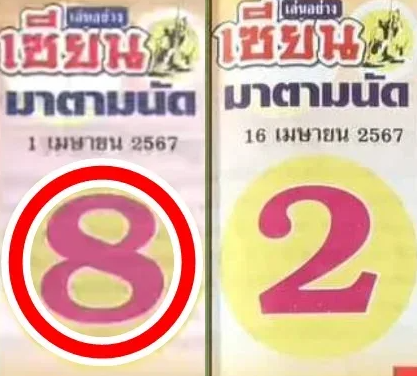 เล่นอย่าง
เซียน
มาตามนัด
1 เมษายน 2567
8
เล่นอย่าง
เซียน
มาตามนัด
16 เมษายน 2567
2